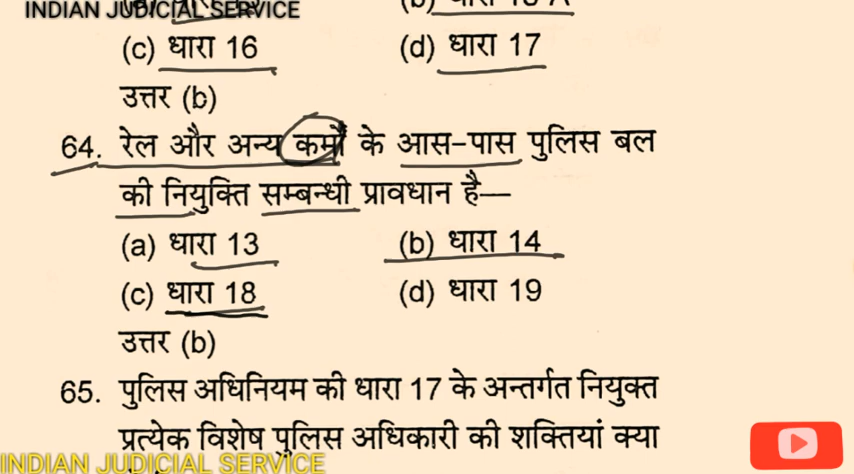 INDIAN JUDICIAL SERVICE
(c) धारा 16 (d) धारा 17
उत्तर (b)
64. रेल और अन्य कर्मों के आस-पास पुलिस बल
की नियुक्ति सम्बन्धी प्रावधान है—
(a) धारा 13 (b) धारा 14
(c) धारा 18 (d) धारा 19
उत्तर (b)
65. पुलिस अधिनियम की धारा 17 के अन्तर्गत नियुक्त
प्रत्येक विशेष पुलिस अधिकारी की शक्तियां क्या
INDIAN JUDICIAL SERVICE